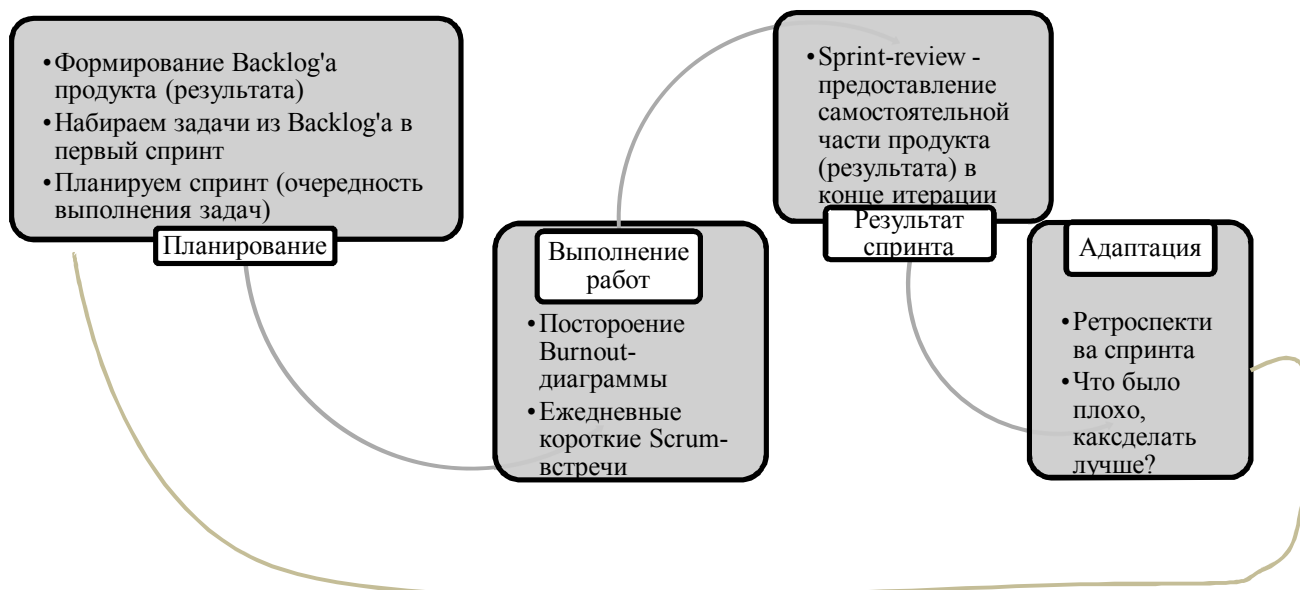 •Формирование Backlog'а
продукта (результата)
•Набираем задачи из Backlog'а в
первый спринт
•Планируем спринт (очередность
выполнения задач)
Планирование
Выполнение
работ
•Постороение
Burnout-
диаграммы
•Ежедневные
короткие Scrum-
встречи
•Sprint-review -
предоставление
самостоятельной
части продукта
(результата) в
конце итерации
Результат
спринта
Адаптация
•Ретроспекти
ва спринта
•Что было
плохо,
каксделать
лучше?